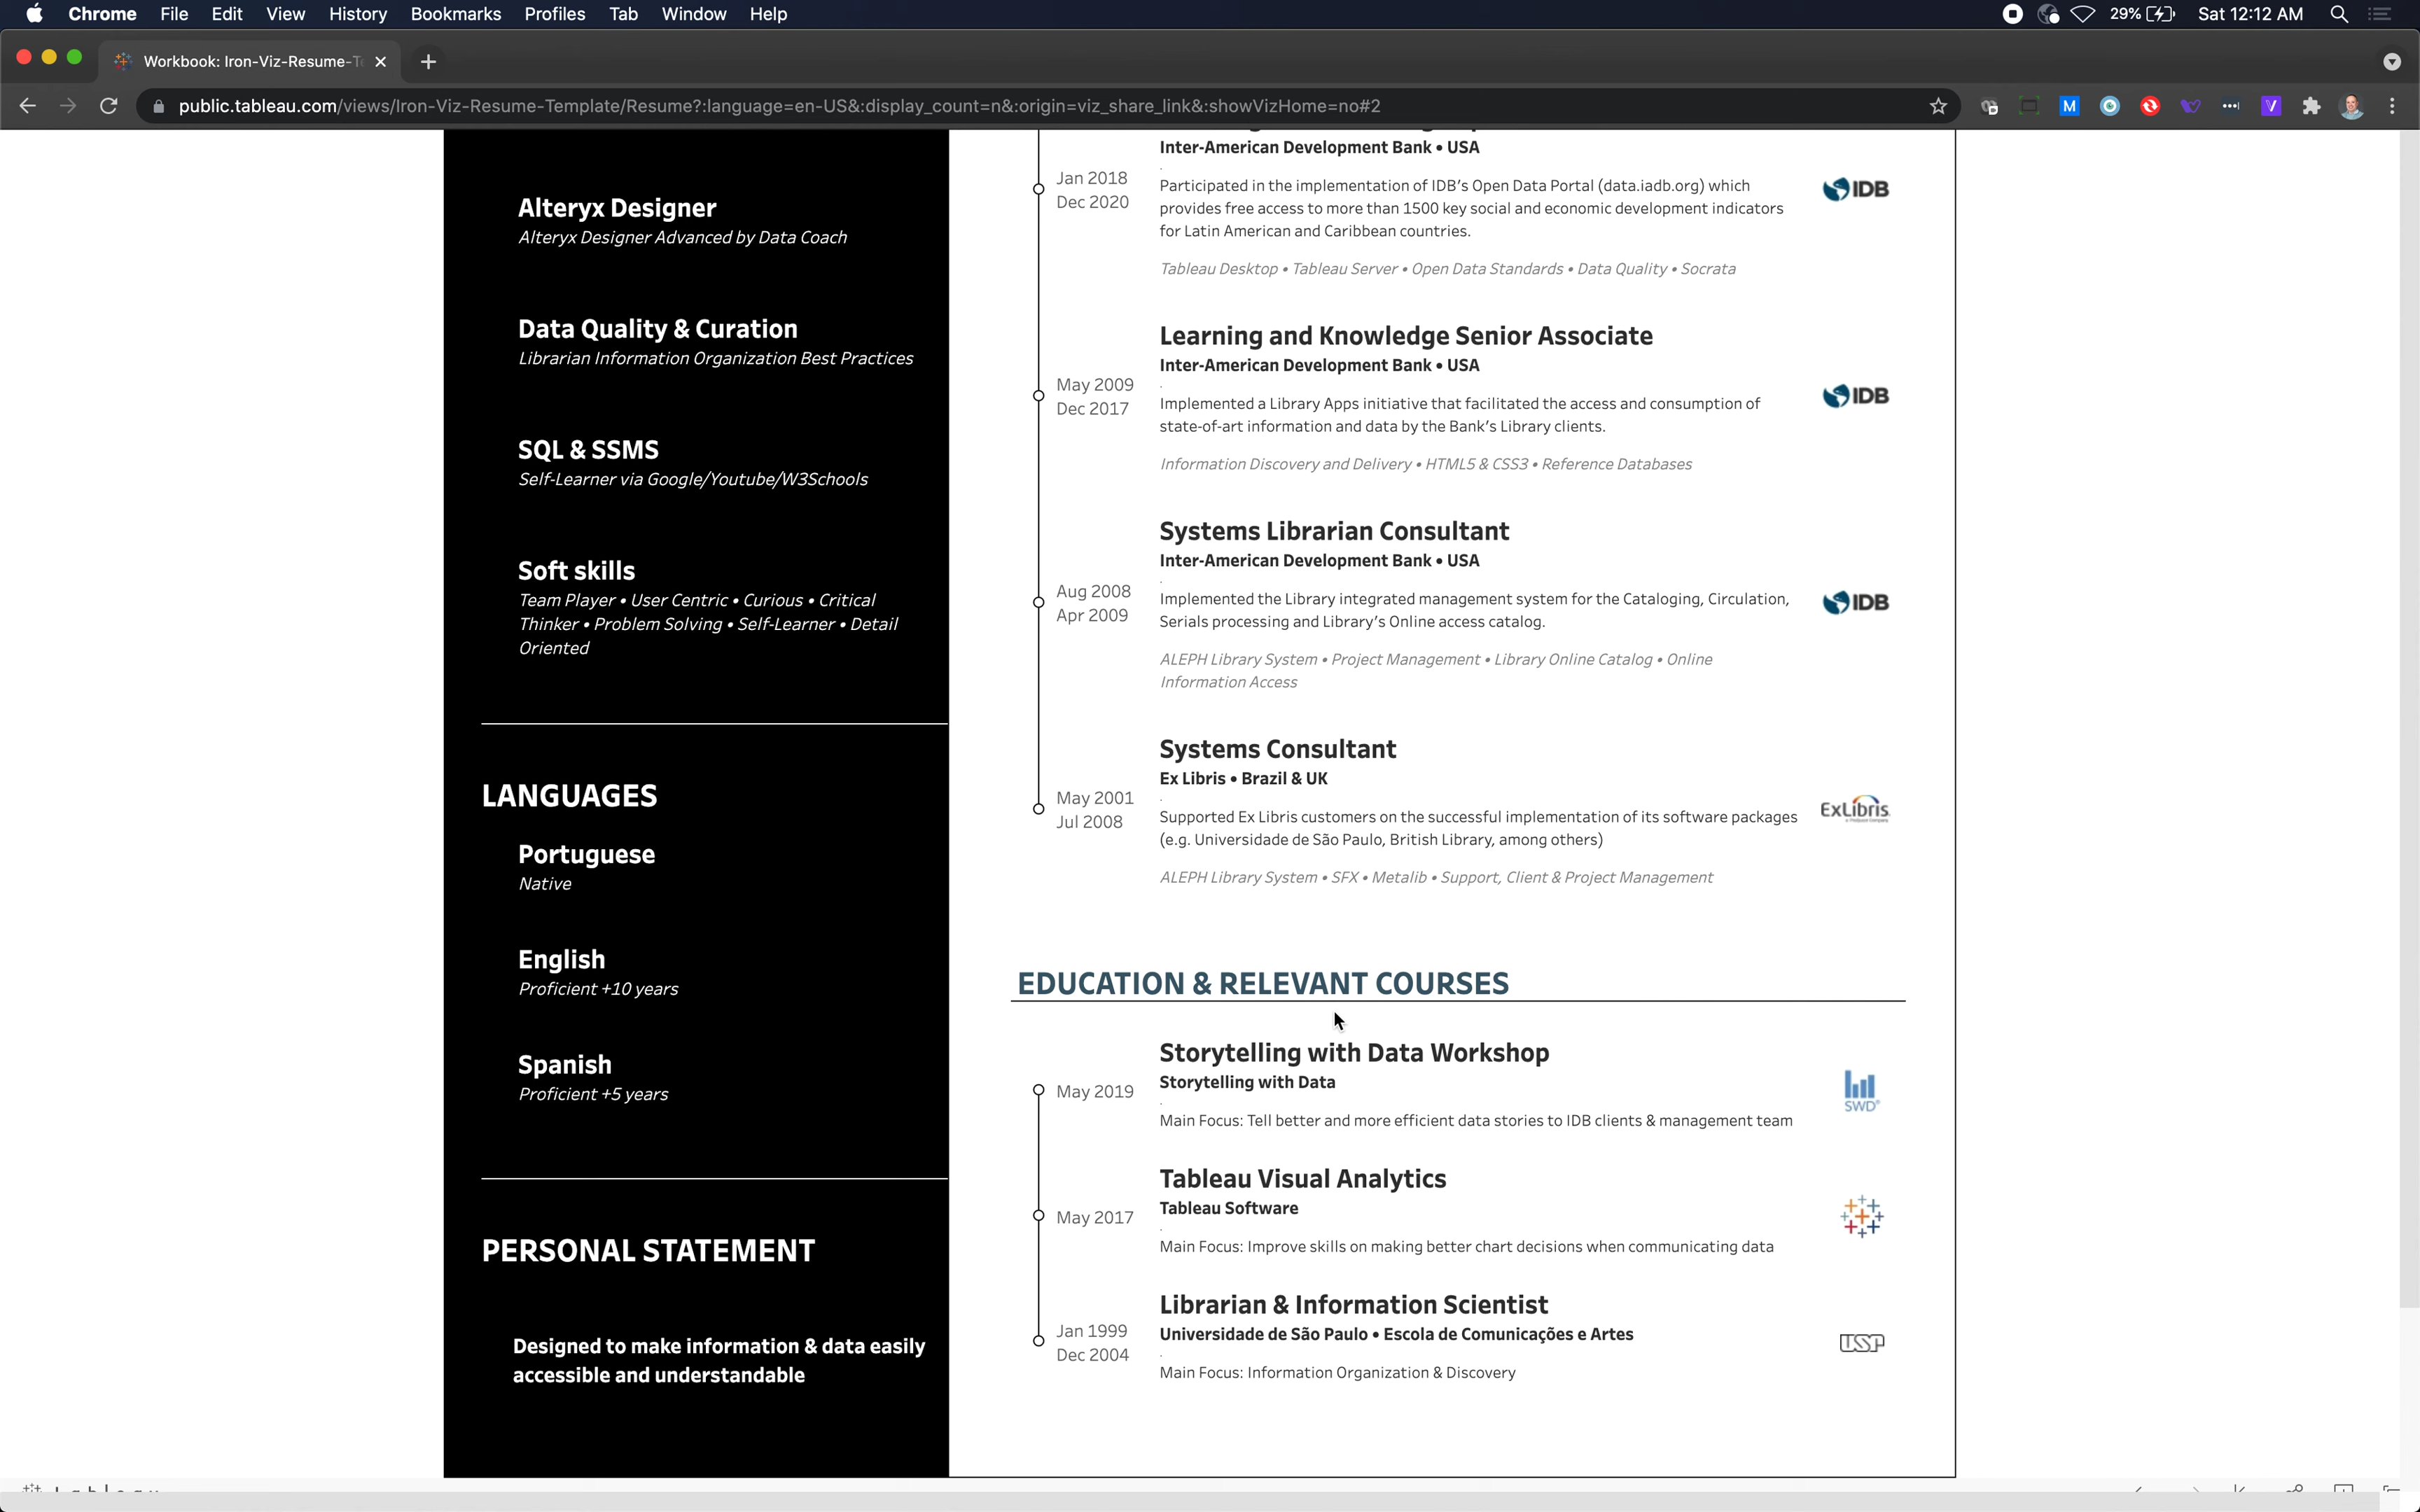 Chrome File Edit View History Bookmarks Profiles Tab Window Help
29% Sat 12:12 AM
Workbook: Iron-Viz-Resume-T
public.tableau.com/views/Iron-Viz-Resume-Template/Resume?:language=en-US&:display_count=n&:origin=viz_share_link&:showVizHome=no#2
Alteryx Designer
Alteryx Designer Advanced by Data Coach
Data Quality & Curation
Librarian Information Organization Best Practices
SQL & SSMS
Self-Learner via Google/Youtube/W3Schools
Soft skills
Team Player • User Centric • Curious • Critical
Thinker • Problem Solving • Self-Learner • Detail
Oriented
LANGUAGES
Portuguese
Native
English
Proficient +10 years
Spanish
Proficient +5 years
PERSONAL STATEMENT
Designed to make information & data easily
accessible and understandable
Inter-American Development Bank • USA
Jan 2018
Dec 2020
Participated in the implementation of IDB's Open Data Portal (data.iadb.org) which
provides free access to more than 1500 key social and economic development indicators
for Latin American and Caribbean countries.
IDB
Tableau Desktop • Tableau Server • Open Data Standards • Data Quality • Socrata
Learning and Knowledge Senior Associate
Inter-American Development Bank • USA
May 2009
Dec 2017
Implemented a Library Apps initiative that facilitated the access and consumption of
state-of-art information and data by the Bank's Library clients.
IDB
Information Discovery and Delivery • HTML5 & CSS3 • Reference Databases
Systems Librarian Consultant
Inter-American Development Bank • USA
Aug 2008
Apr 2009
Implemented the Library integrated management system for the Cataloging, Circulation,
Serials processing and Library's Online access catalog.
IDB
ALEPH Library System • Project Management • Library Online Catalog • Online
Information Access
Systems Consultant
Ex Libris • Brazil & UK
May 2001
Jul 2008
Supported Ex Libris customers on the successful implementation of its software packages
(e.g. Universidade de São Paulo, British Library, among others)
ExLibris
ALEPH Library System • SFX • Metalib • Support, Client & Project Management
EDUCATION & RELEVANT COURSES
Storytelling with Data Workshop
Storytelling with Data
May 2019
Main Focus: Tell better and more efficient data stories to IDB clients & management team
SWD
Tableau Visual Analytics
Tableau Software
May 2017
Main Focus: Improve skills on making better chart decisions when communicating data
Librarian & Information Scientist
Universidade de São Paulo • Escola de Comunicações e Artes
Jan 1999
Dec 2004
Main Focus: Information Organization & Discovery
USP